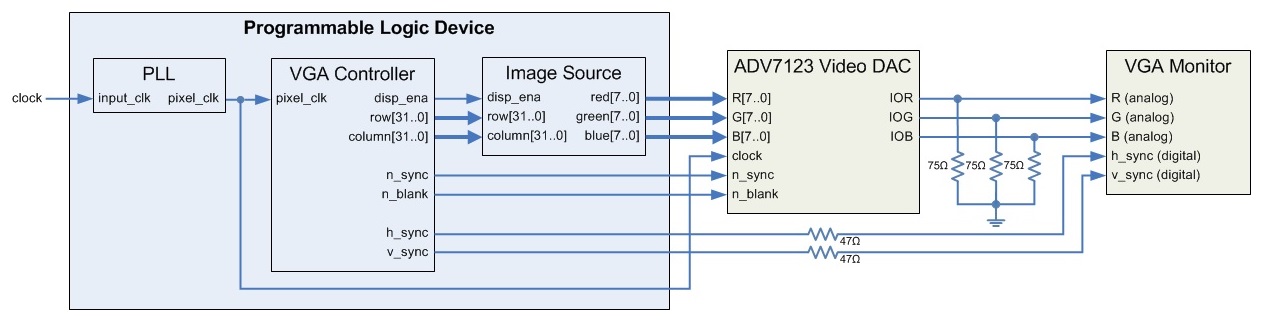 Programmable Logic Device
PLL
clock
input_clk
pixel_clk
VGA Controller
pixel_clk
disp_ena
row[31..0]
column[31..0]
n_sync
n_blank
h_sync
v_sync
Image Source
disp_ena
row[31..0]
column[31..0]
red[7..0]
green[7..0]
blue[7..0]
ADV7123 Video DAC
R[7..0]
G[7..0]
B[7..0]
clock
n_sync
n_blank
IOR
IOG
IOB
75Ω
75Ω
75Ω
47Ω
47Ω
VGA Monitor
R (analog)
G (analog)
B (analog)
h_sync (digital)
v_sync (digital)